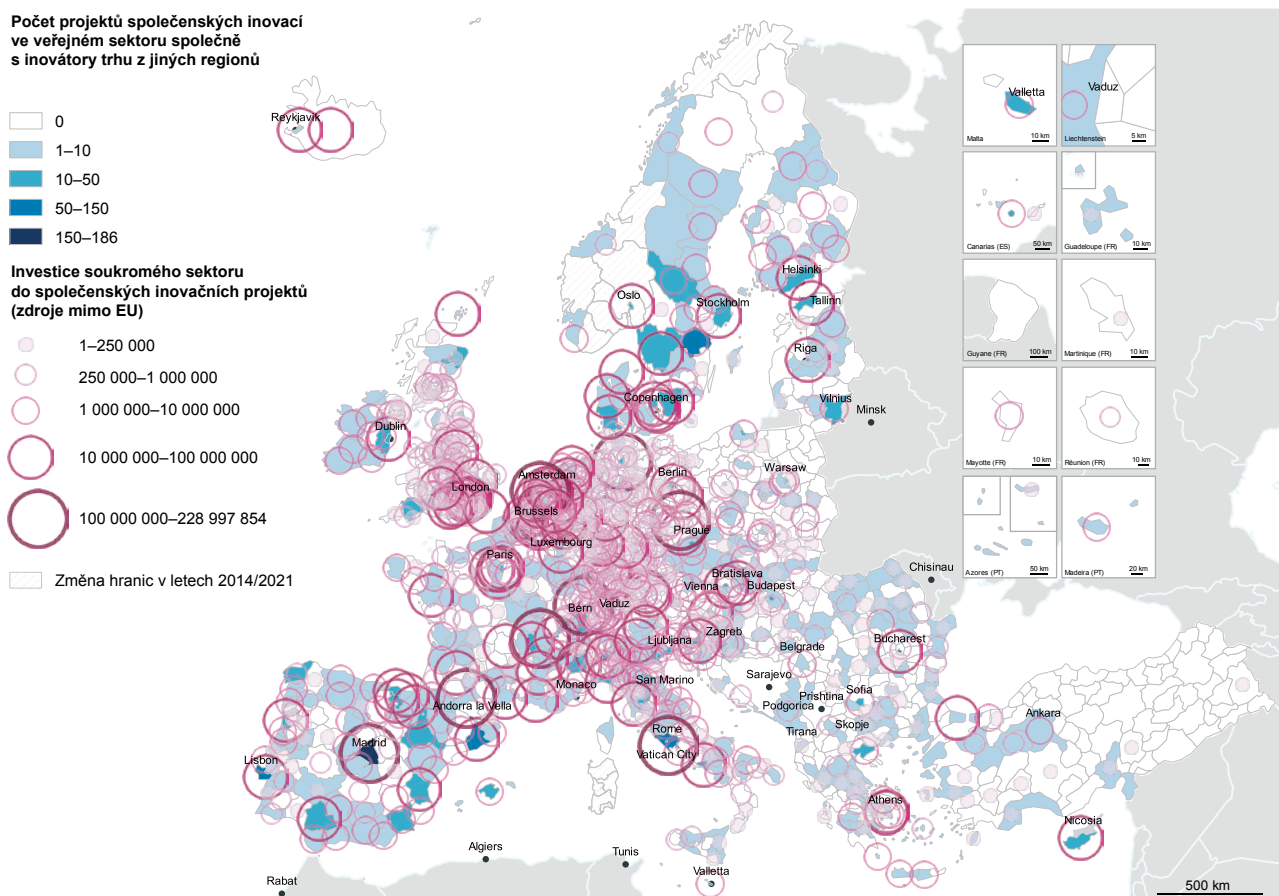 Počet projektů společenských inovací
ve veřejném sektoru společně
s inovátory trhu z jiných regionů
0
1–10
10–50
50–150
150–186
Investice soukromého sektoru
do společenských inovačních projektů
(zdroje mimo EU)
1–250 000
250 000–1 000 000
1 000 000–10 000 000
10 000 000–100 000 000
100 000 000–228 997 854
Změna hranic v letech 2014/2021
Reykjavik
Helsinki
Oslo
Stockholm
Tallinn
Riga
Copenhagen
Vilnius
Minsk
Dublin
Amsterdam
Berlin
Warsaw
London
Brussels
Prague
Luxembourg
Paris
Chisinau
Bratislava
Vienna
Budapest
Bern
Vaduz
Ljubljana
Zagreb
Bucharest
Belgrade
Monaco
San Marino
Sarajevo
Prishtina
Sofia
Andorra la Vella
Podgorica
Ankara
Skopje
Rome
Tirana
Madrid
Vatican City
Lisbon
Athens
Nicosia
Algiers
Tunis
Valletta
Rabat
500 km
Valletta
Malta
10 km
Vaduz
Liechtenstein
5 km
Canarias (ES)
50 km
Guadeloupe (FR)
10 km
Guyane (FR)
100 km
Martinique (FR)
10 km
Mayotte (FR)
10 km
Réunion (FR)
10 km
Azores (PT)
50 km
Madeira (PT)
20 km